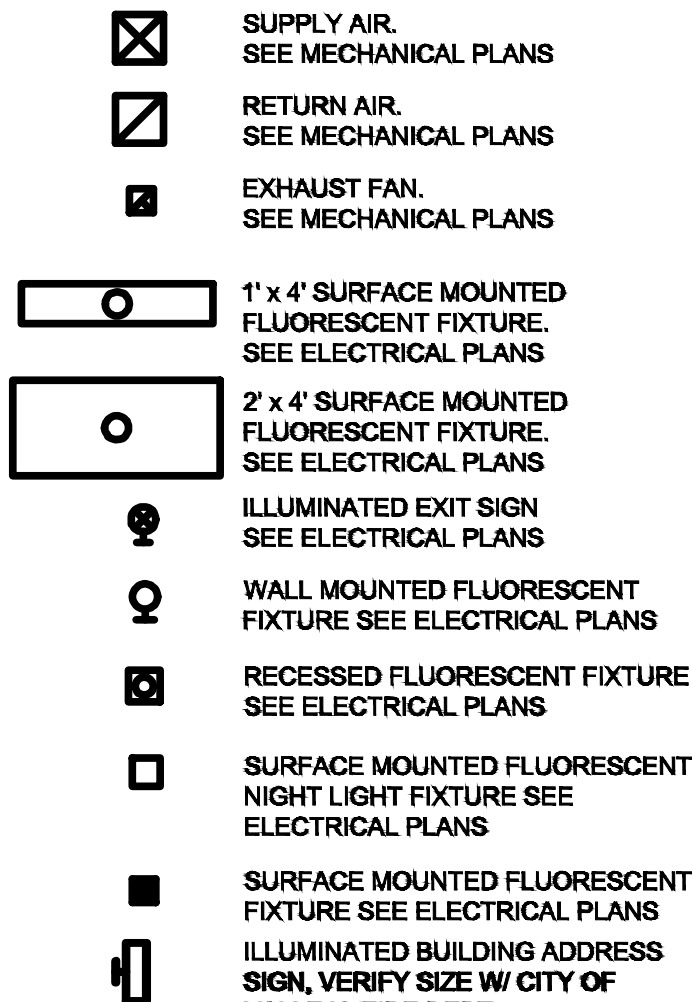 SUPPLY AIR.
SEE MECHANICAL PLANS
RETURN AIR.
SEE MECHANICAL PLANS
EXHAUST FAN.
SEE MECHANICAL PLANS
1' x 4' SURFACE MOUNTED
FLUORESCENT FIXTURE.
SEE ELECTRICAL PLANS
2' x 4' SURFACE MOUNTED
FLUORESCENT FIXTURE.
SEE ELECTRICAL PLANS
ILLUMINATED EXIT SIGN
SEE ELECTRICAL PLANS
WALL MOUNTED FLUORESCENT
FIXTURE SEE ELECTRICAL PLANS
RECESSED FLUORESCENT FIXTURE
SEE ELECTRICAL PLANS
SURFACE MOUNTED FLUORESCENT
NIGHT LIGHT FIXTURE SEE
ELECTRICAL PLANS
SURFACE MOUNTED FLUORESCENT
FIXTURE SEE ELECTRICAL PLANS
ILLUMINATED BUILDING ADDRESS
SIGN, VERIFY SIZE W/ CITY OF